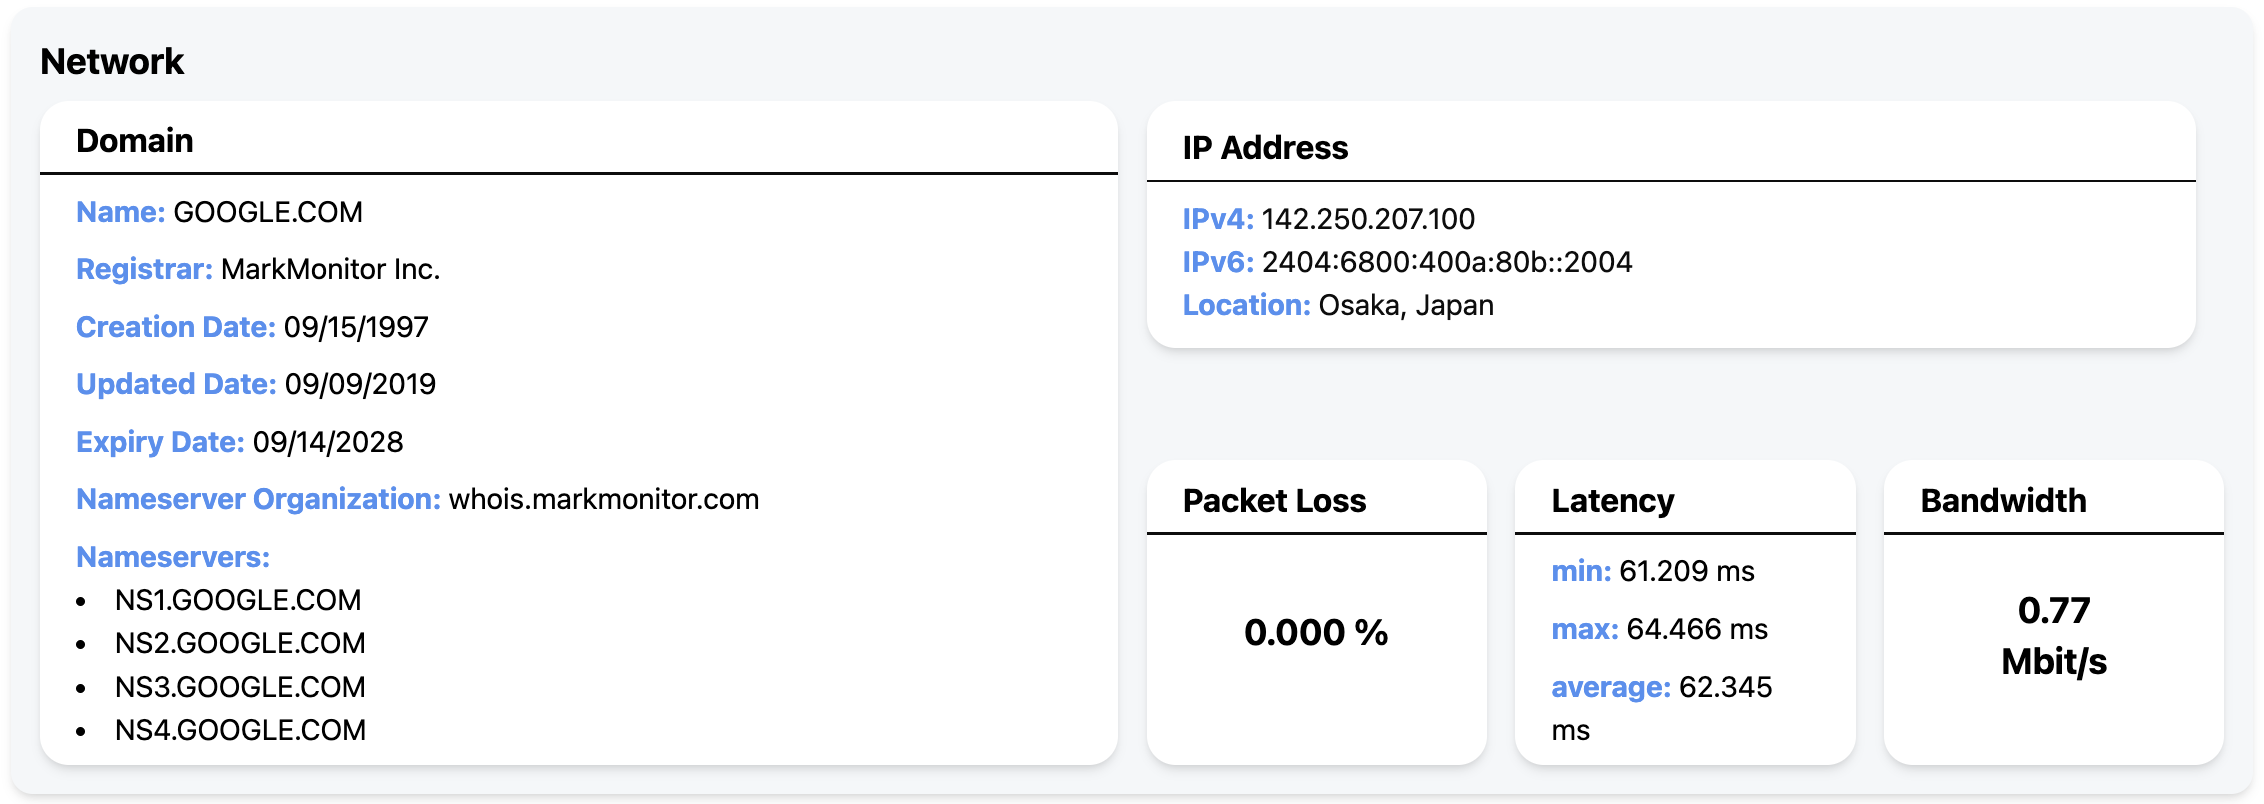 Network
Domain
Name: GOOGLE.COM
Registrar: MarkMonitor Inc.
Creation Date: 09/15/1997
Updated Date: 09/09/2019
Expiry Date: 09/14/2028
Nameserver Organization: whois.markmonitor.com
Nameservers:
• NS1.GOOGLE.COM
• NS2.GOOGLE.COM
• NS3.GOOGLE.COM
• NS4.GOOGLE.COM
IP Address
IPv4: 142.250.207.100
IPv6: 2404:6800:400a:80b::2004
Location: Osaka, Japan
Packet Loss
0.000 %
Latency
min: 61.209 ms
max: 64.466 ms
average: 62.345
ms
Bandwidth
0.77
Mbit/s